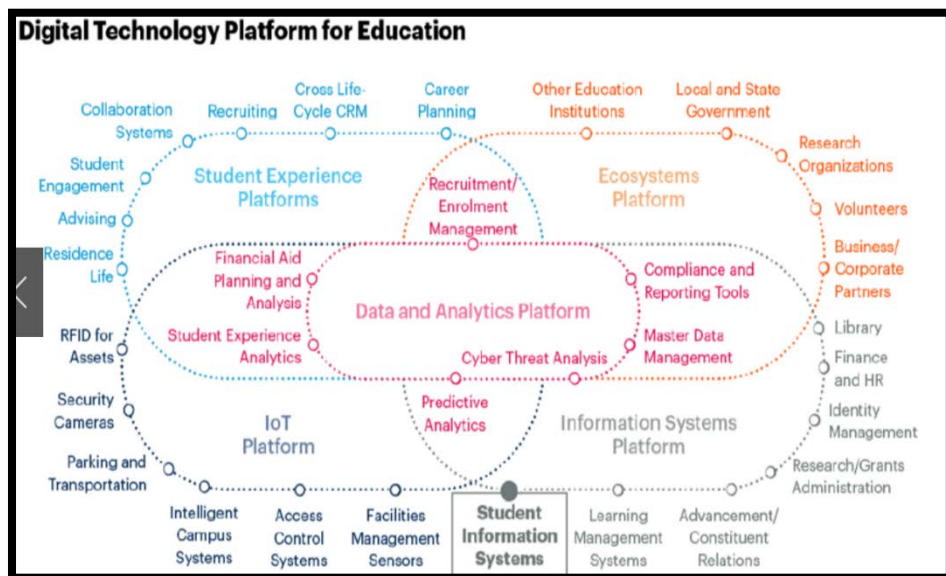 Digital Technology Platform for Education
Collaboration
Systems
Recruiting
Cross Life-
Cycle CRM
Career
Planning
Other Education
Institutions
Local and State
Government
Student
Engagement
Student Experience
Platforms
Recruitment/
Enrolment
Management
Ecosystems
Platform
Research
Organizations
Advising
Volunteers
Residence
Life
Financial Aid
Planning and
Analysis
Compliance and
Reporting Tools
Business/
Corporate
Partners
Data and Analytics Platform
RFID for
Assets
Student Experience
Analytics
Cyber Threat Analysis
Master Data
Management
Library
Finance
and HR
Security
Cameras
IoT
Platform
Predictive
Analytics
Information Systems
Platform
Identity
Management
Parking and
Transportation
Research/Grants
Administration
Intelligent
Campus
Systems
Access
Control
Systems
Facilities
Management
Sensors
Student
Information
Systems
Learning
Management
Systems
Advancement/
Constituent
Relations